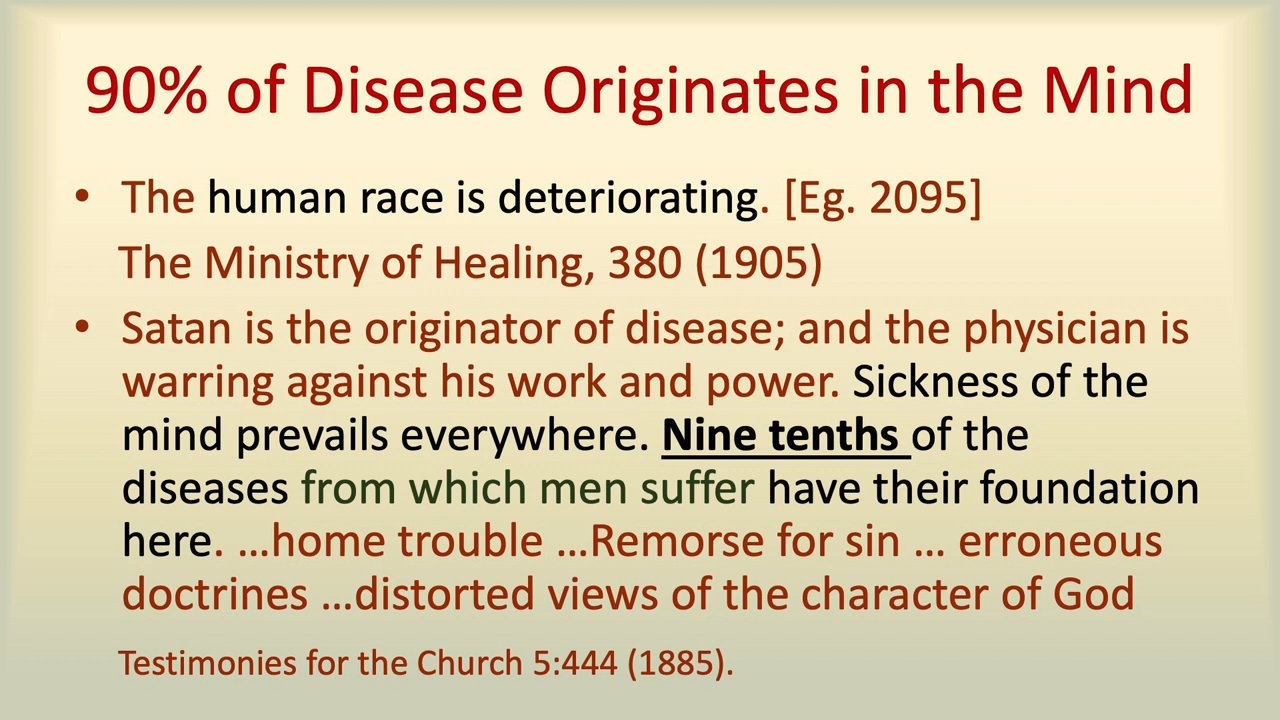 90% of Disease Originates in the Mind
• The human race is deteriorating. [Eg. 2095]
The Ministry of Healing, 380 (1905)
• Satan is the originator of disease; and the physician is
warring against his work and power. Sickness of the
mind prevails everywhere. Nine tenths of the
diseases from which men suffer have their foundation
here. …home trouble …Remorse for sin … erroneous
doctrines …distorted views of the character of God
Testimonies for the Church 5:444 (1885).